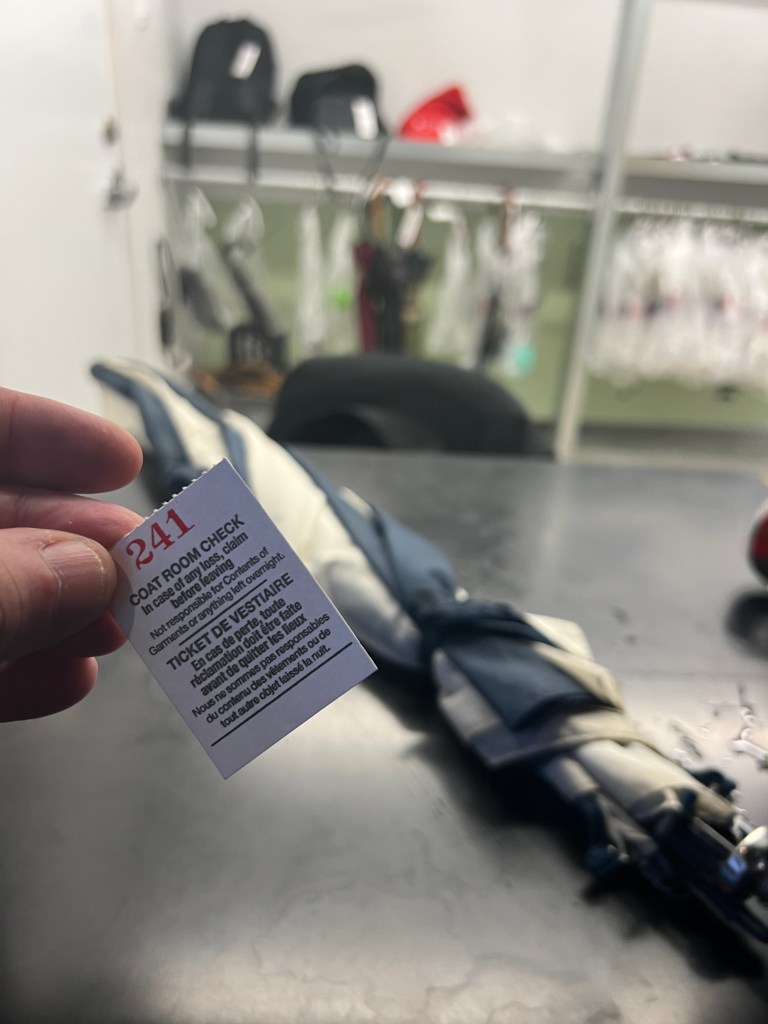 241
COAT ROOM CHECK
In case of any loss, claim
before leaving
Not responsible for Contents of
Garments or anything left overnight.
TICKET DE VESTIAIRE
En cas de perte, toute
réclamation doit être faite
avant de quitter les lieux
Nous ne sommes pas responsables
du contenu des vêtements ou de
tout autre objet laissé la nuit.